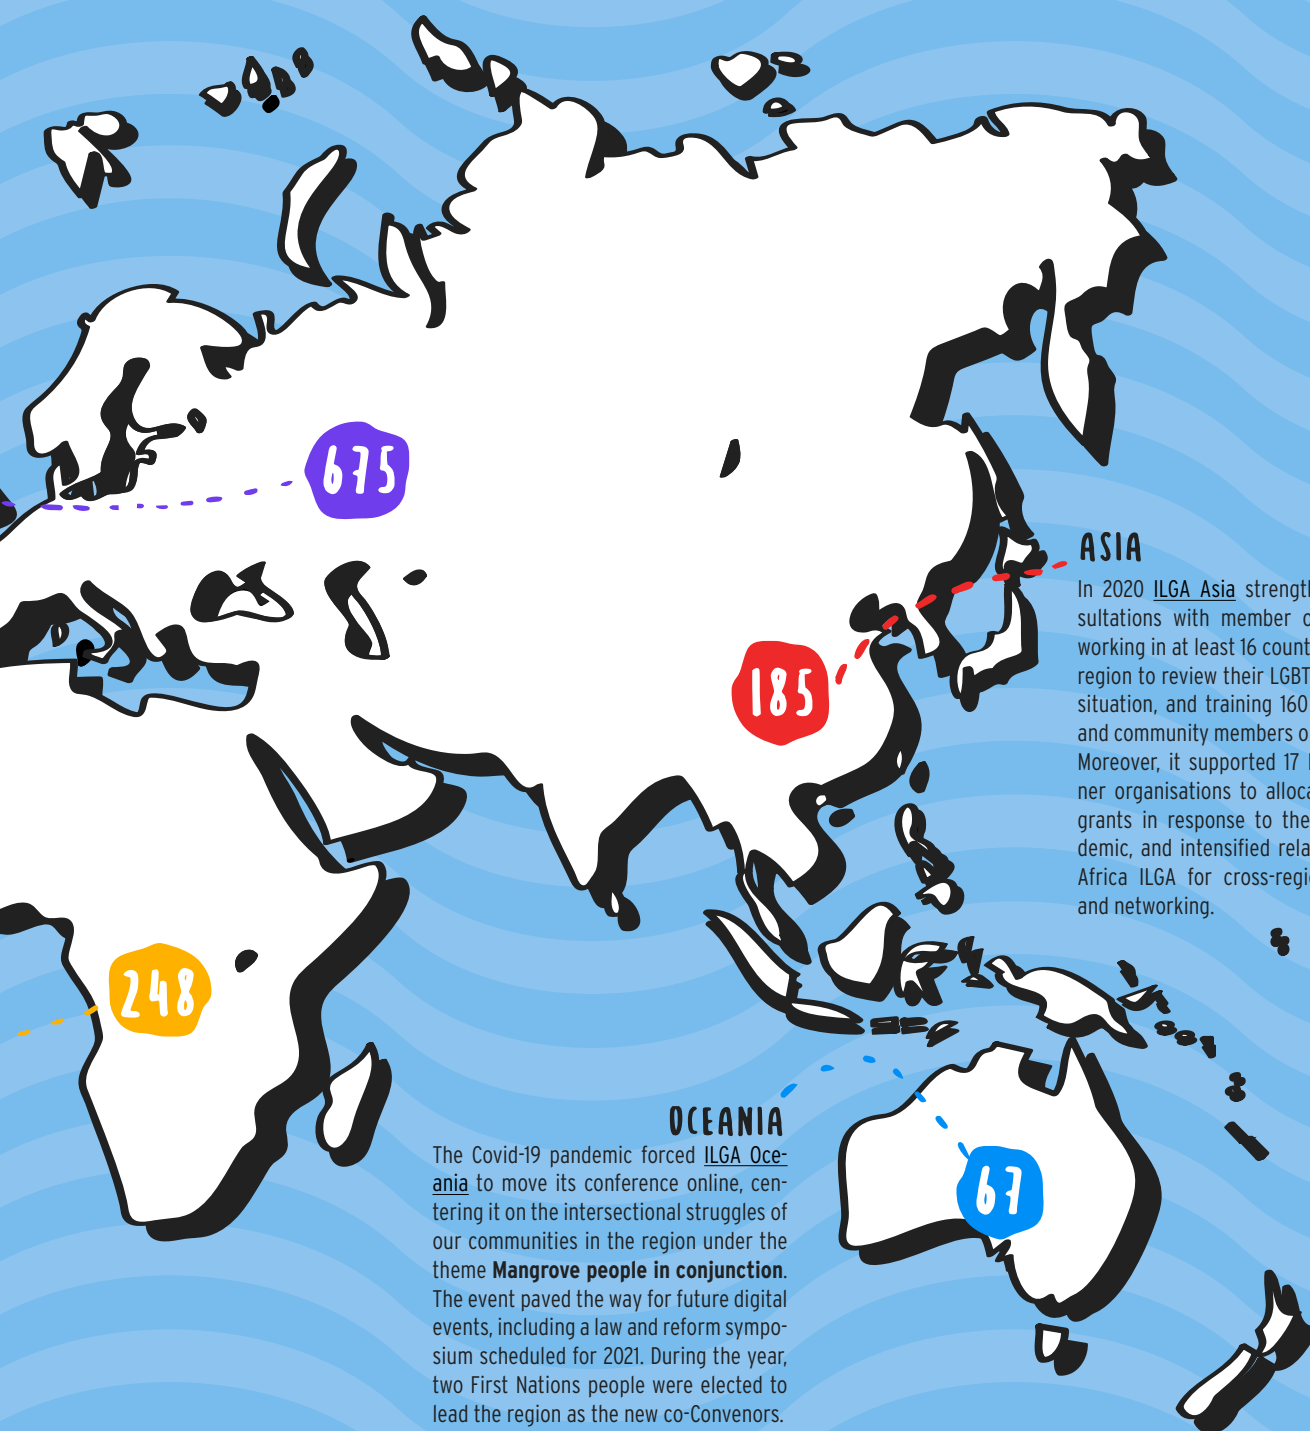 675
ASIA
In 2020 ILGA Asia strength
sultations with member o
working in at least 16 count
region to review their LGBT
situation, and training 160
and community members o
Moreover, it supported 17
ner organisations to alloca
grants in response to the
demic, and intensified rela
Africa ILGA for cross-regi
and networking.
185
248
OCEANIA
The Covid-19 pandemic forced ILGA Oce-
ania to move its conference online, cen-
tering it on the intersectional struggles of
our communities in the region under the
theme Mangrove people in conjunction.
The event paved the way for future digital
events, including a law and reform sympo-
sium scheduled for 2021. During the year,
two First Nations people were elected to
lead the region as the new co-Convenors.
67